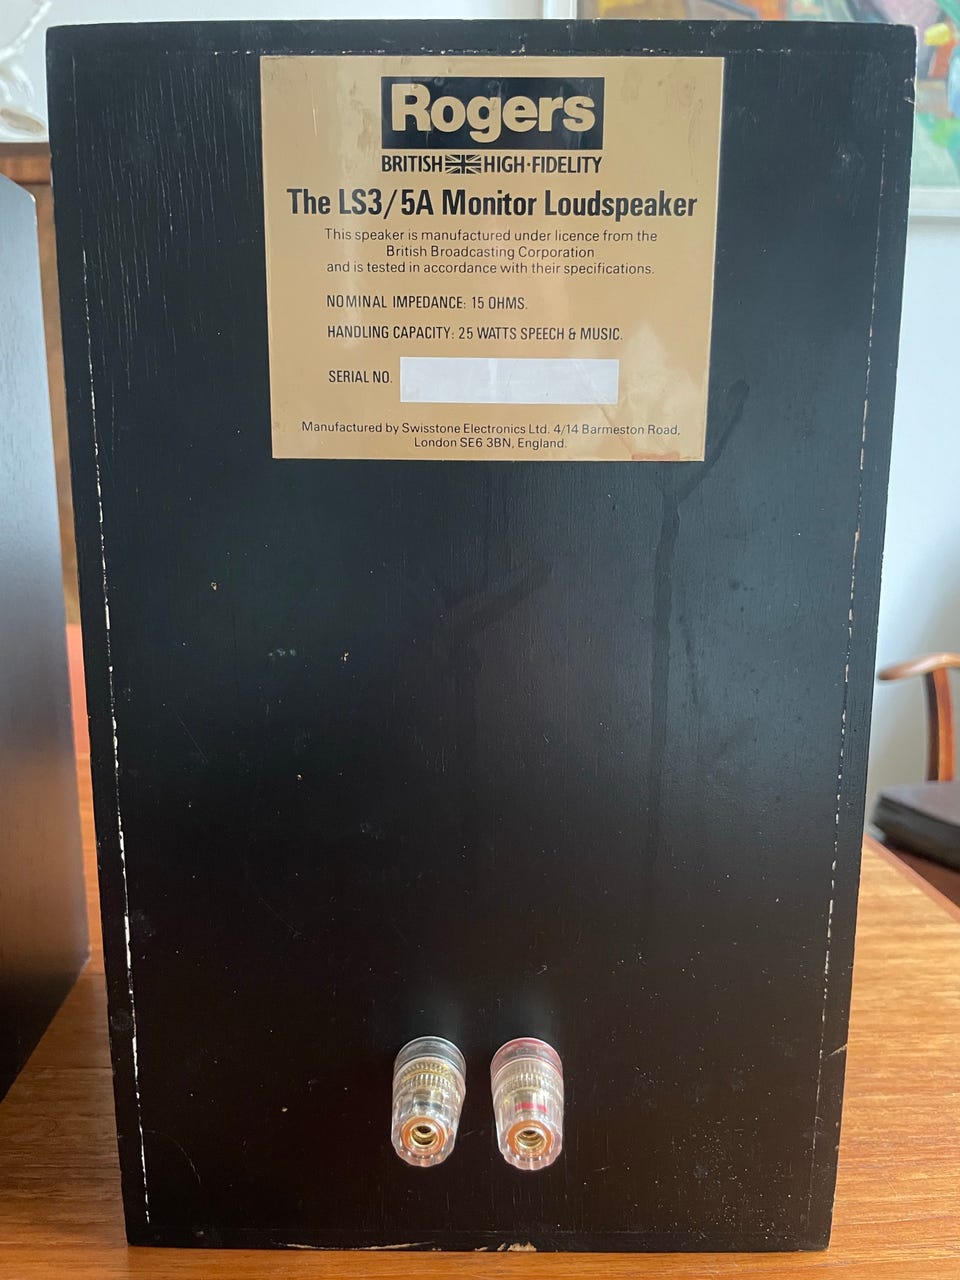 Rogers
BRITISH HIGH·FIDELITY
The LS3/5A Monitor Loudspeaker
This speaker is manufactured under licence from the
British Broadcasting Corporation
and is tested in accordance with their specifications.
NOMINAL IMPEDANCE: 15 OHMS.
HANDLING CAPACITY: 25 WATTS SPEECH & MUSIC.
SERIAL NO.
Manufactured by Swisstone Electronics Ltd. 4/14 Barmeston Road,
London SE6 3BN, England.